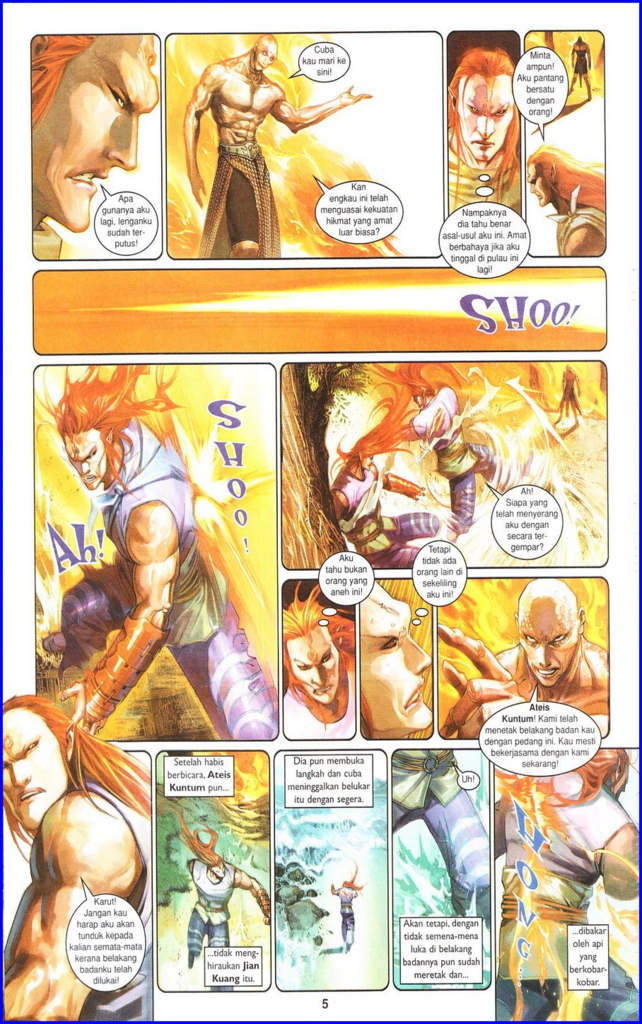 Apa
gunanya aku
lagi, lenganku
sudah ter-
putus!
Cuba
kau mari ke
sini!
Kan
engkau ini telah
menguasai kekuatan
hikmat yang amat
luar biasa?
Nampaknya
dia tahu benar
asal-usul aku ini. Amat
berbahaya jika aku
tinggal di pulau ini
lagi!
Minta
ampun!
Aku pantang
bersatu
dengan
orang!
SHOO!
Ah!
SHOO!
Ah!
Siapa yang
telah menyerang
aku dengan
secara ter-
gempar?
Aku
tahu bukan
orang yang
aneh ini!
Tetapi
tidak ada
orang lain di
sekeliling
aku ini!
Ateis
Kuntum! Kami telah
menetak belakang badan kau
dengan pedang ini. Kau mesti
bekerjasama dengan kami
sekarang!
Karut!
Jangan kau
harap aku akan
tunduk kepada
kalian semata-mata
kerana belakang
badanku telah
dilukai!
Setelah habis
berbicara, Ateis
Kuntum pun...
...tidak meng-
hiraukan Jian
Kuang itu.
Dia pun membuka
langkah dan cuba
meninggalkan belukar
itu dengan segera.
Uh!
Akan tetapi, dengan
tidak semena-mena
luka di belakang
badannya pun sudah
meretak dan...
HONG...
...dibakar
oleh api
yang
berkobar-
kobar.
5